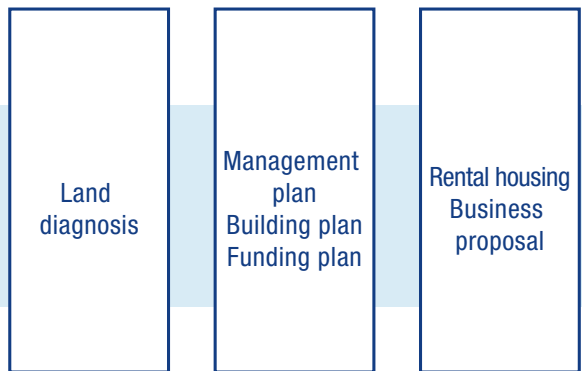 Land
diagnosis
Management
plan
Building plan
Funding plan
Rental housing
Business
proposal